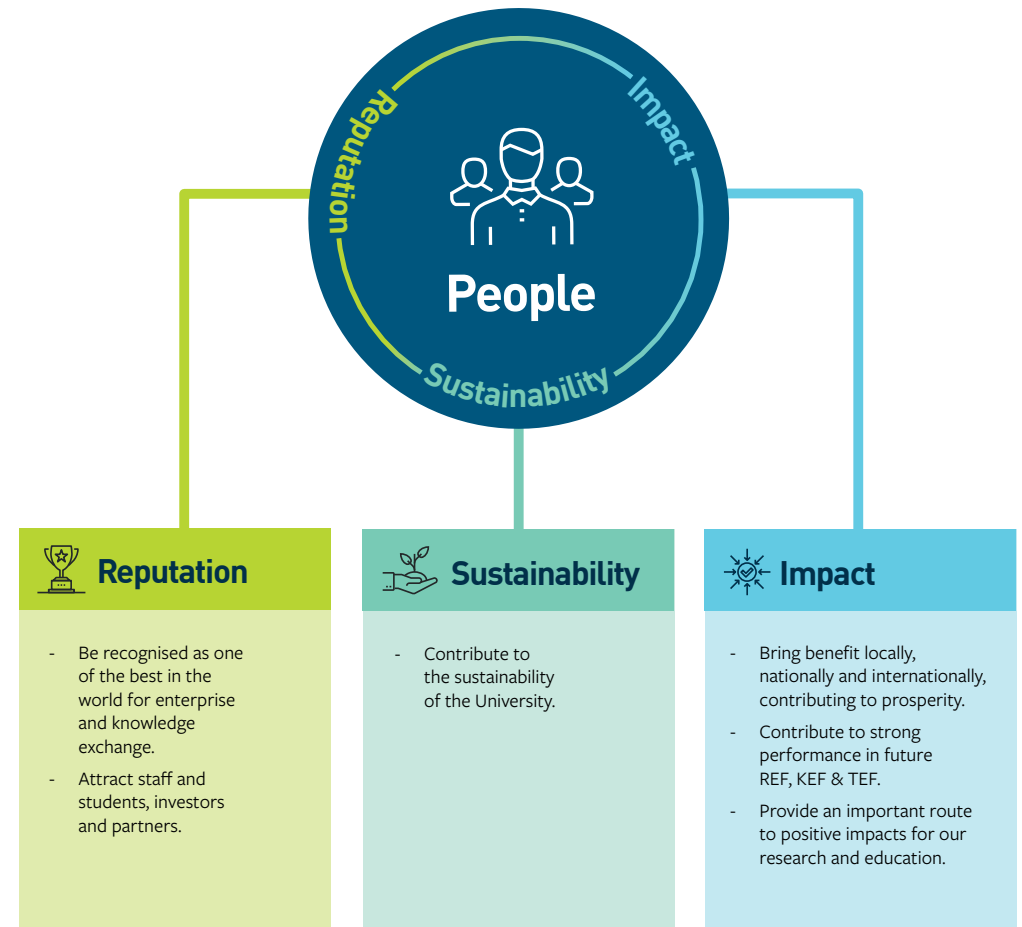 Reputation
Impact
People
Sustainability
Reputation
- Be recognised as one
of the best in the
world for enterprise
and knowledge
exchange.
- Attract staff and
students, investors
and partners.
Sustainability
- Contribute to
the sustainability
of the University.
Impact
- Bring benefit locally,
nationally and internationally,
contributing to prosperity.
- Contribute to strong
performance in future
REF, KEF & TEF.
- Provide an important route
to positive impacts for our
research and education.